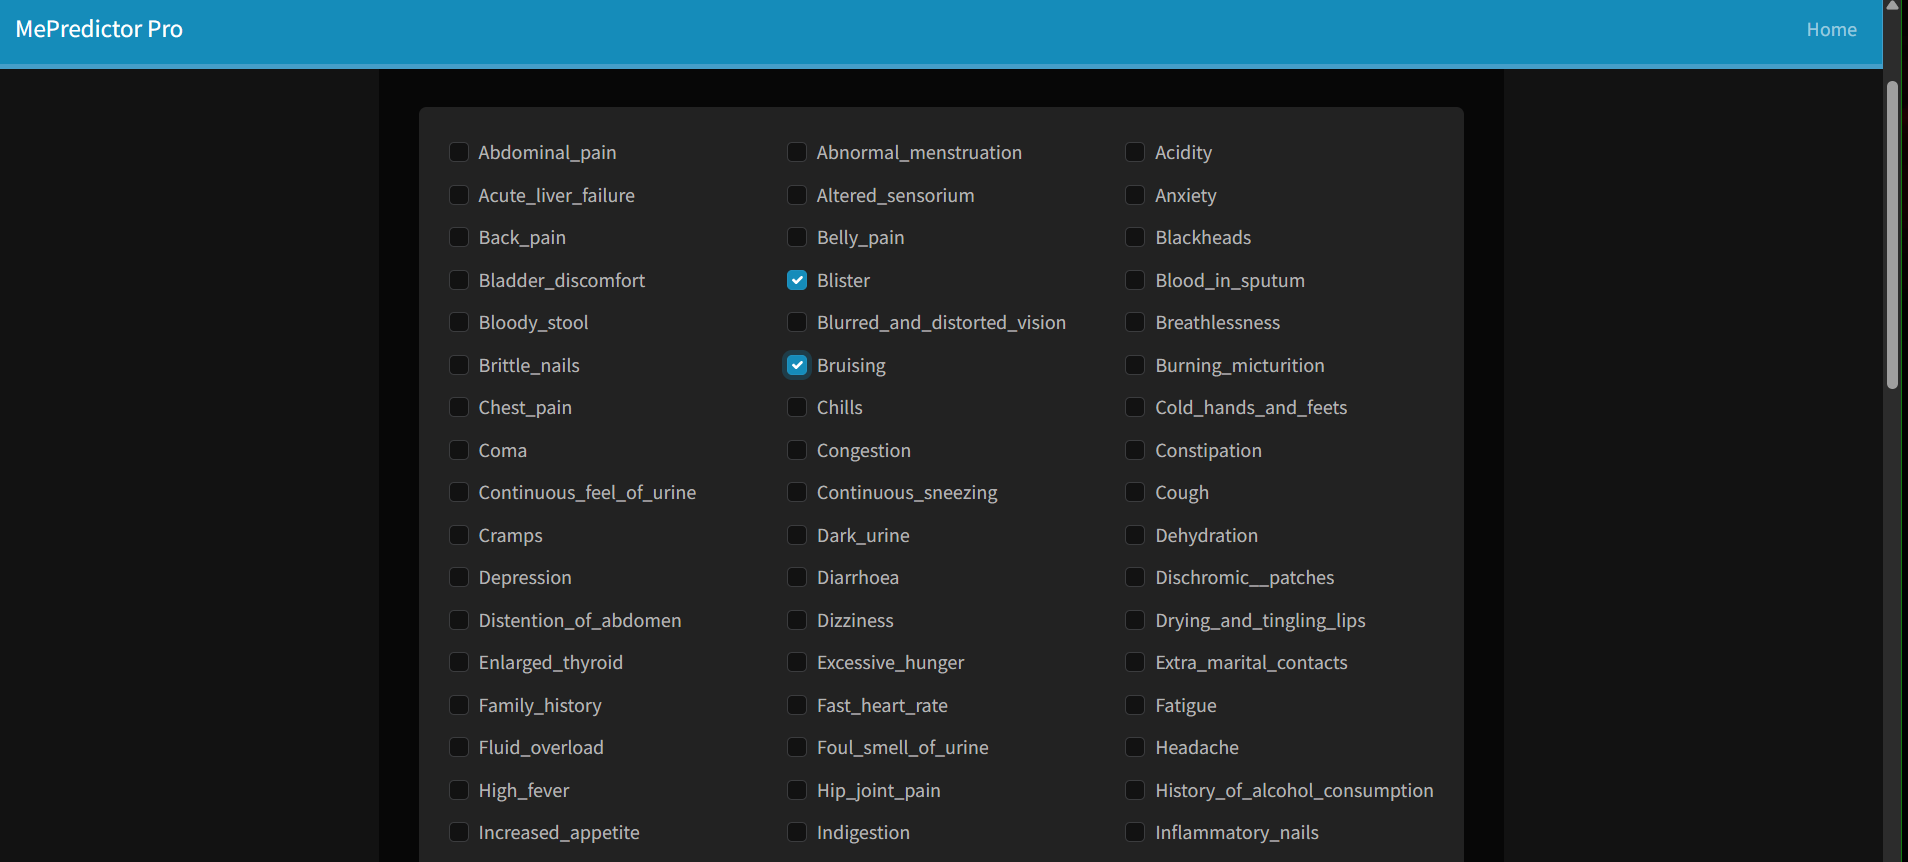 MePredictor Pro Home
Abdominal_pain Abnormal_menstruation Acidity
Acute_liver_failure Altered_sensorium Anxiety
Back_pain Belly_pain Blackheads
Bladder_discomfort Blister Blood_in_sputum
Bloody_stool Blurred_and_distorted_vision Breathlessness
Brittle_nails Bruising Burning_micturition
Chest_pain Chills Cold_hands_and_feets
Coma Congestion Constipation
Continuous_feel_of_urine Continuous_sneezing Cough
Cramps Dark_urine Dehydration
Depression Diarrhoea Dischromic__patches
Distention_of_abdomen Dizziness Drying_and_tingling_lips
Enlarged_thyroid Excessive_hunger Extra_marital_contacts
Family_history Fast_heart_rate Fatigue
Fluid_overload Foul_smell_of_urine Headache
High_fever Hip_joint_pain History_of_alcohol_consumption
Increased_appetite Indigestion Inflammatory_nails